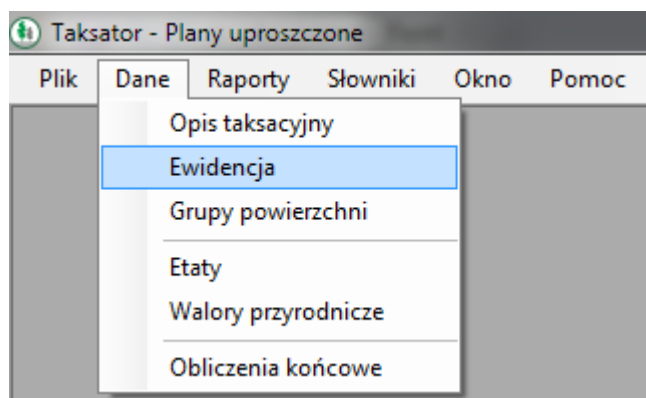 Taksator - Plany uproszczone
Plik Dane Raporty Słowniki Okno Pomoc
Opis taksacyjny
Ewidencja
Grupy powierzchni
Etaty
Walory przyrodnicze
Obliczenia końcowe